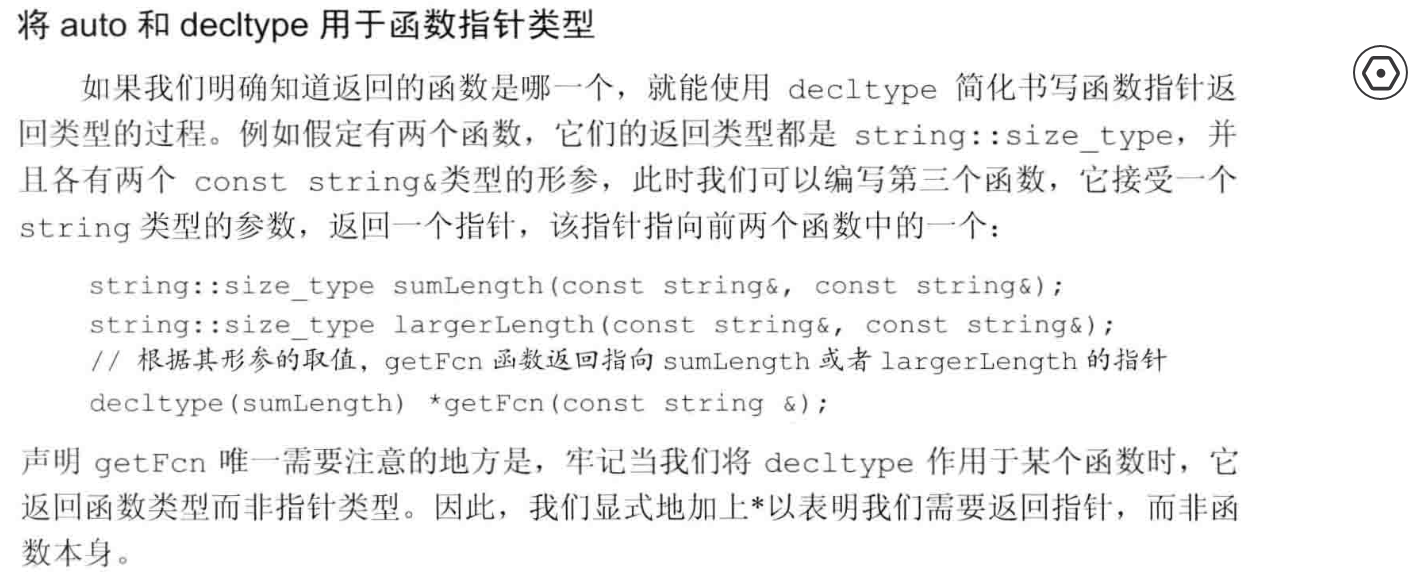 将 auto 和 decltype 用于函数指针类型
如果我们明确知道返回的函数是哪一个，就能使用 decltype 简化书写函数指针返
回类型的过程。例如假定有两个函数，它们的返回类型都是 string::size_type，并
且各有两个 const string&类型的形参，此时我们可以编写第三个函数，它接受一个
string 类型的参数，返回一个指针，该指针指向前两个函数中的一个：
string::size_type sumLength(const string&, const string&);
string::size_type largerLength(const string&, const string&);
// 根据其形参的取值，getFcn 函数返回指向 sumLength 或者 largerLength 的指针
decltype(sumLength) *getFcn(const string &);
声明 getFcn 唯一需要注意的地方是，牢记当我们将 decltype 作用于某个函数时，它
返回函数类型而非指针类型。因此，我们显式地加上*以表明我们需要返回指针，而非函
数本身。